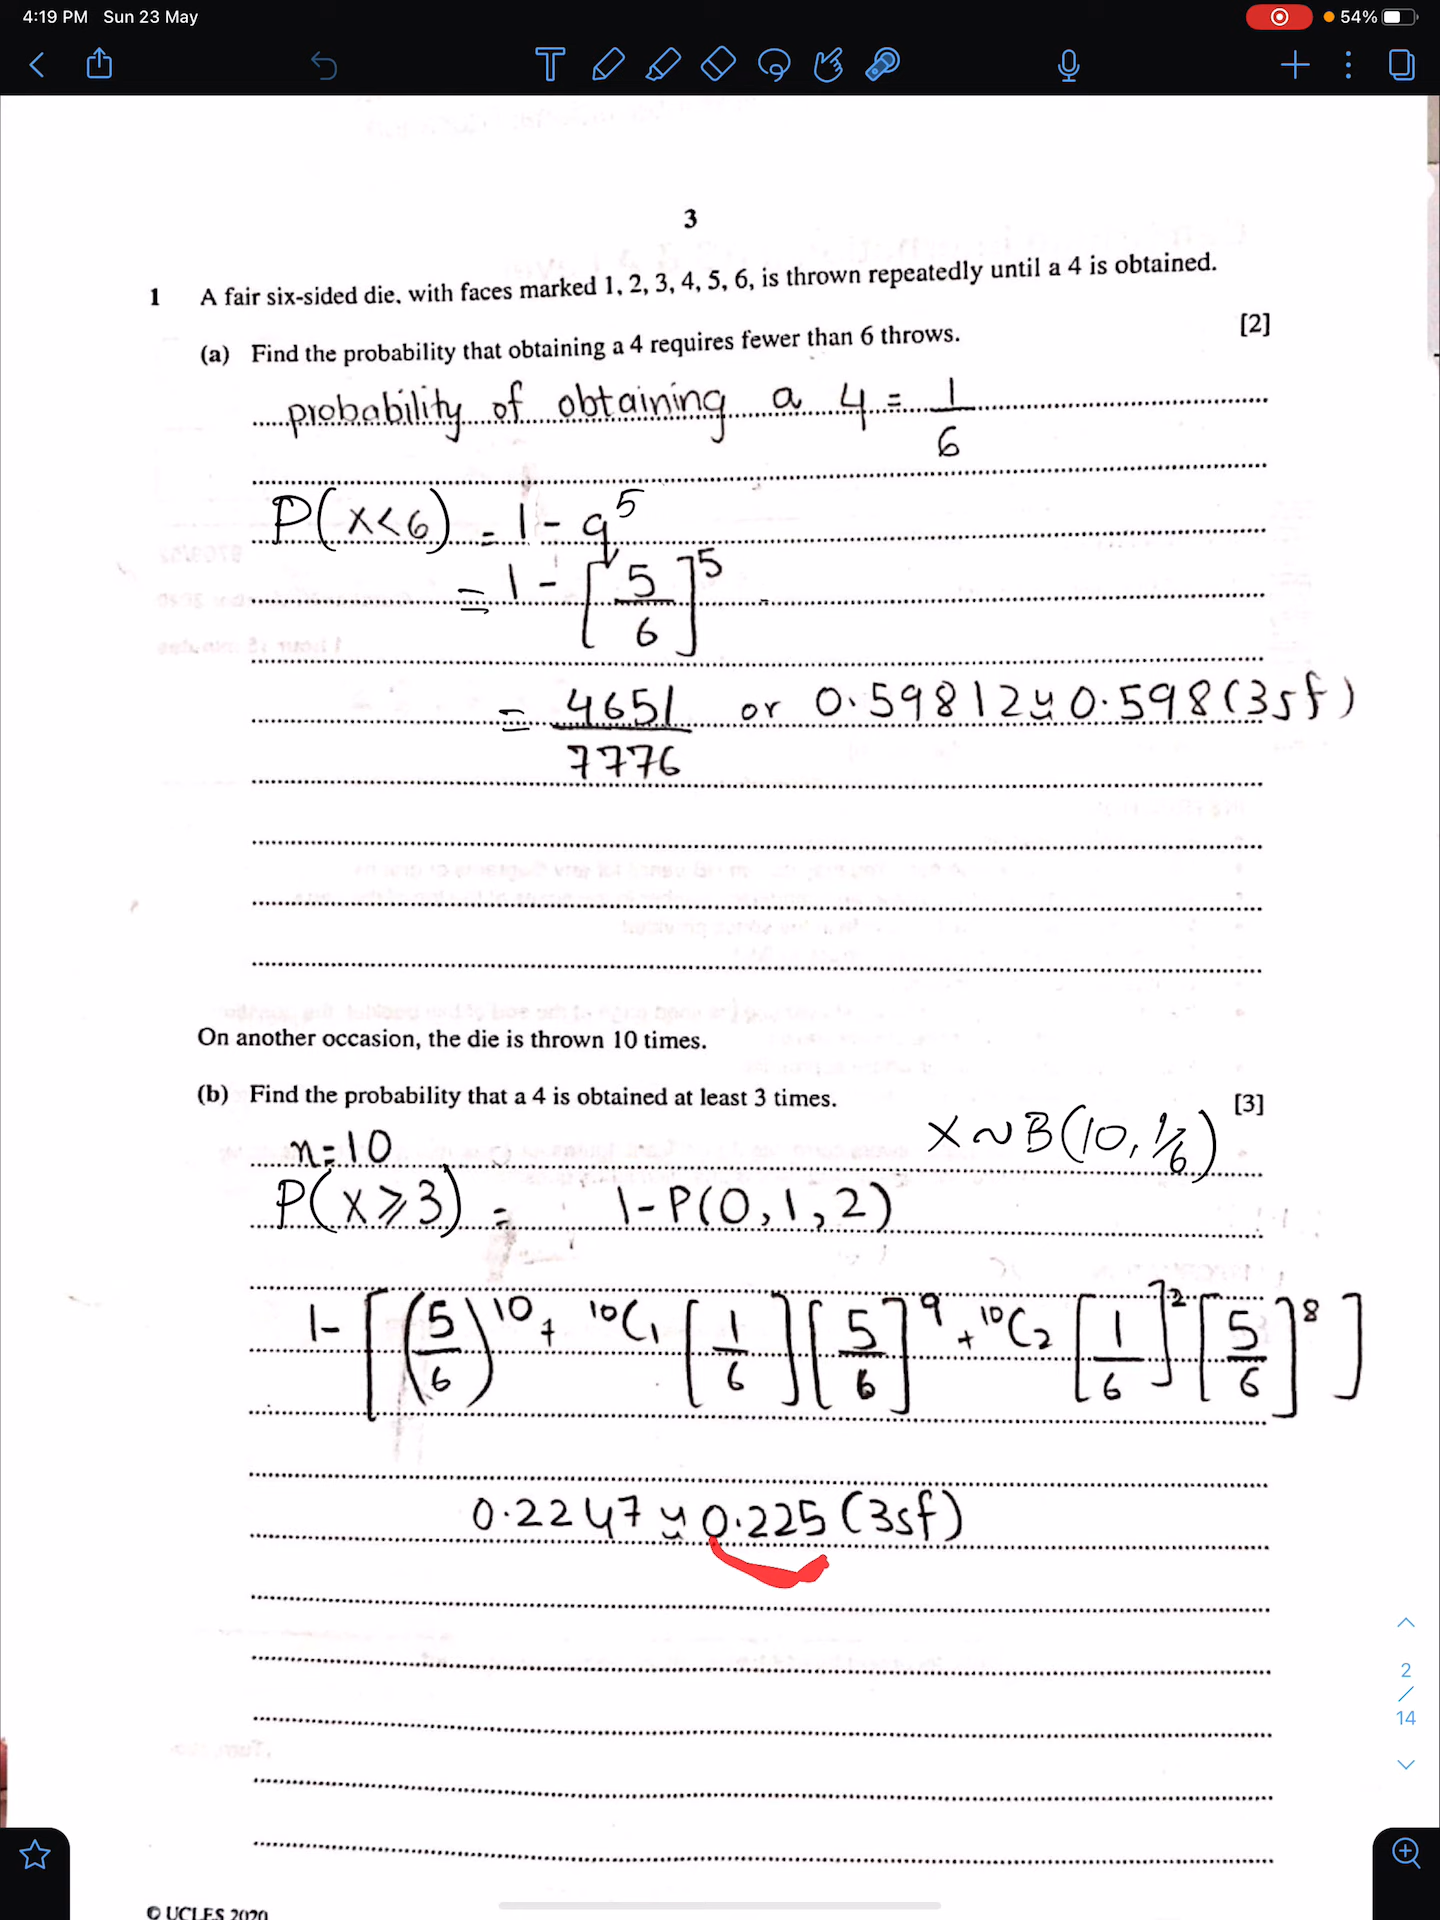 4:19 PM Sun 23 May
54%
3
1 A fair six-sided die, with faces marked 1, 2, 3, 4, 5, 6, is thrown repeatedly until a 4 is obtained.
(a) Find the probability that obtaining a 4 requires fewer than 6 throws. [2]
probability of obtaining a 4 = 1/6
P(x<6) = 1 - q^5
= 1 - [5/6]^5
= 4651/7776 or 0.59812 ≈ 0.598 (3sf)
On another occasion, the die is thrown 10 times.
(b) Find the probability that a 4 is obtained at least 3 times. [3]
n=10 X ~ B(10, 1/6)
P(x ⩾ 3) = 1-P(0,1,2)
1- [(5/6)^10 + 10C1 [1/6] [5/6]^9 + 10C2 [1/6]^2 [5/6]^8 ]
0.2247 ≈ 0.225 (3sf)
2
/
14
© UCLES 2020